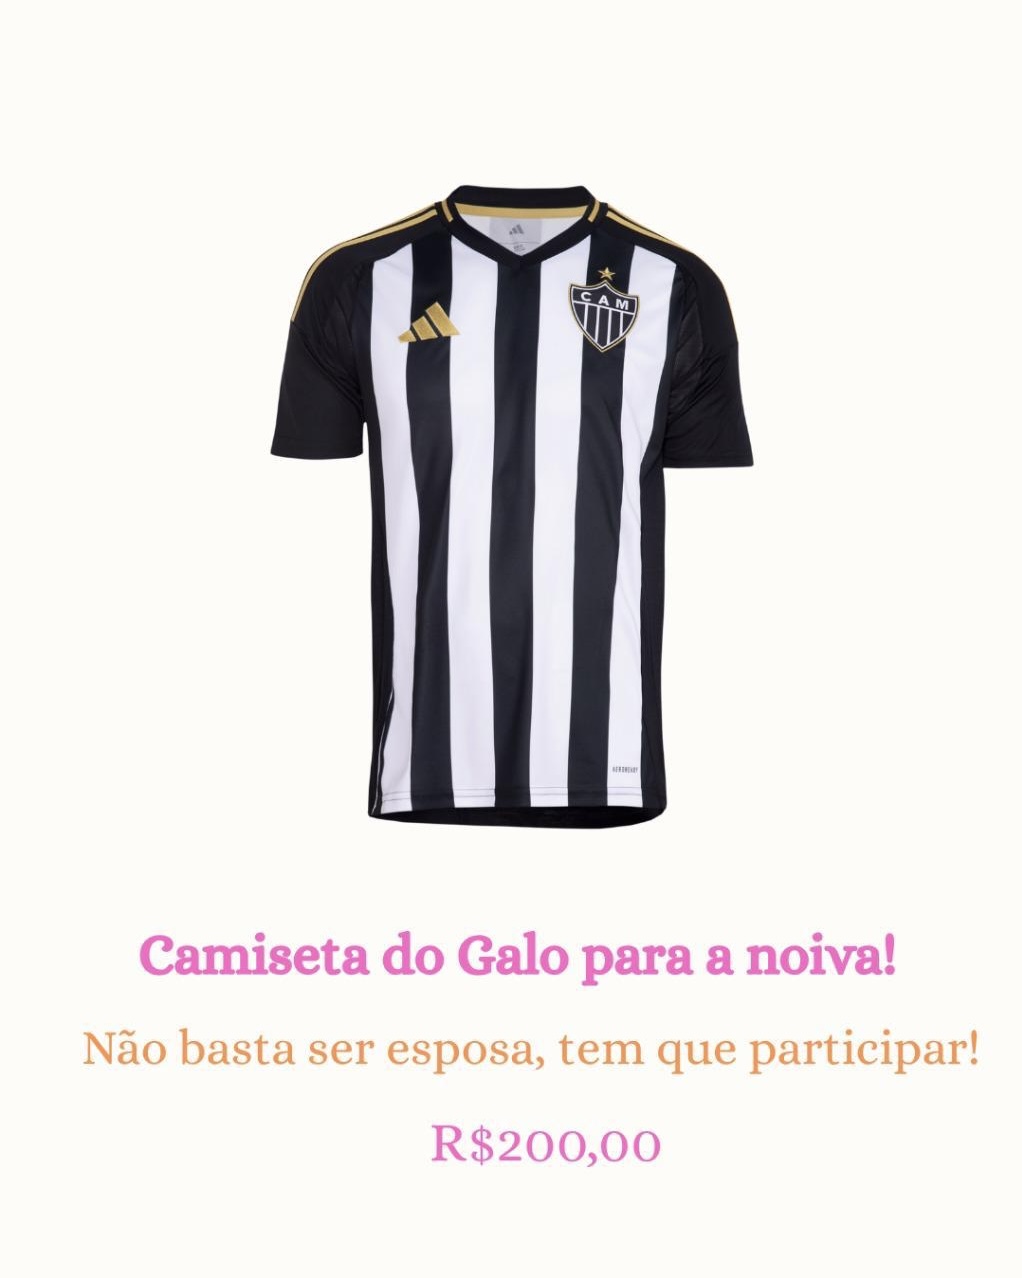 CAM
Camiseta do Galo para a noiva!
Não basta ser esposa, tem que participar!
R$200,00